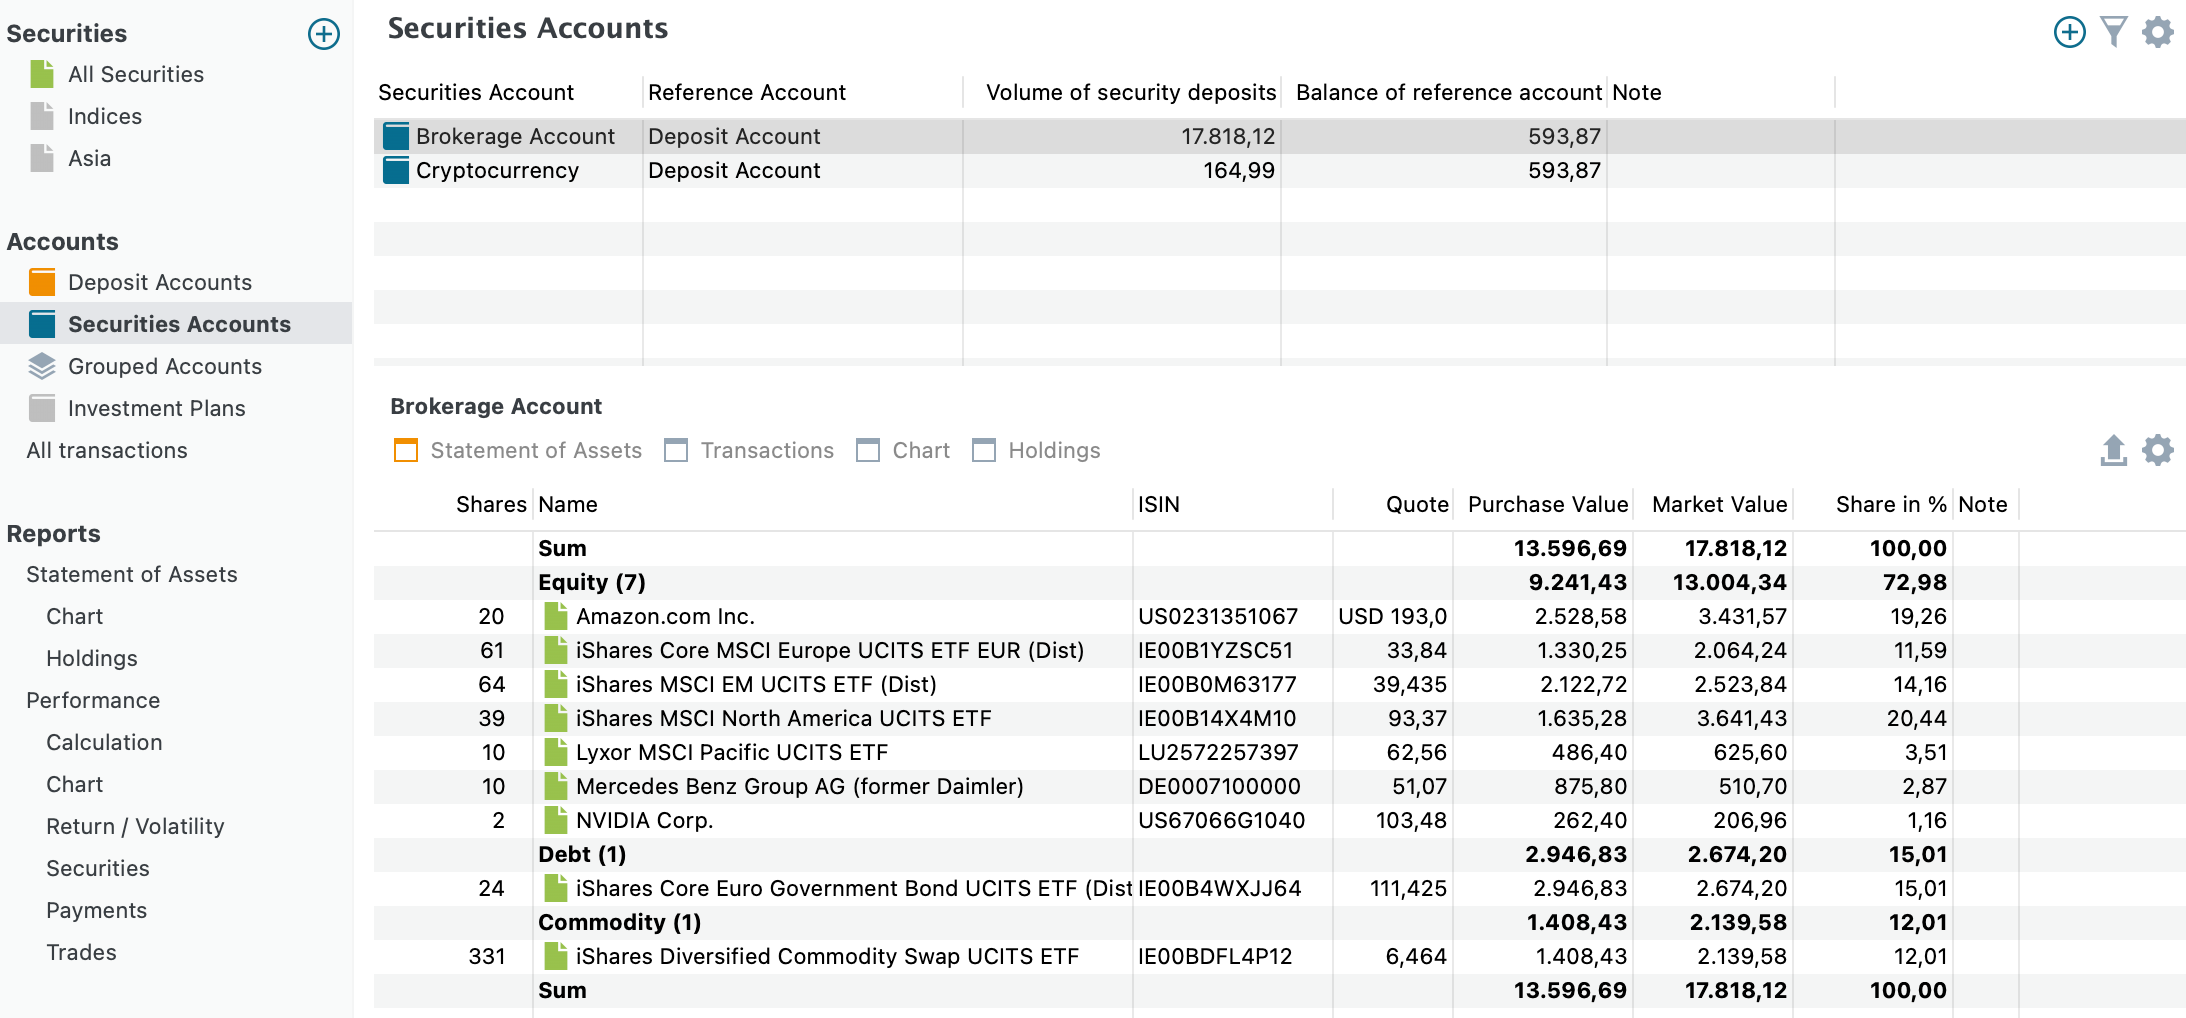 Securities
All Securities
Indices
Asia
Accounts
Deposit Accounts
Securities Accounts
Grouped Accounts
Investment Plans
All transactions
Reports
Statement of Assets
Chart
Holdings
Performance
Calculation
Chart
Return / Volatility
Securities
Payments
Trades
Securities Accounts
Securities Account Reference Account Volume of security deposits Balance of reference account Note
Brokerage Account Deposit Account 17.818,12 593,87
Cryptocurrency Deposit Account 164,99 593,87
Brokerage Account
Statement of Assets Transactions Chart Holdings
Shares Name ISIN Quote Purchase Value Market Value Share in % Note
Sum 13.596,69 17.818,12 100,00
Equity (7) 9.241,43 13.004,34 72,98
20 Amazon.com Inc. US0231351067 USD 193,0 2.528,58 3.431,57 19,26
61 iShares Core MSCI Europe UCITS ETF EUR (Dist) IE00B1YZSC51 33,84 1.330,25 2.064,24 11,59
64 iShares MSCI EM UCITS ETF (Dist) IE00B0M63177 39,435 2.122,72 2.523,84 14,16
39 iShares MSCI North America UCITS ETF IE00B14X4M10 93,37 1.635,28 3.641,43 20,44
10 Lyxor MSCI Pacific UCITS ETF LU2572257397 62,56 486,40 625,60 3,51
10 Mercedes Benz Group AG (former Daimler) DE0007100000 51,07 875,80 510,70 2,87
2 NVIDIA Corp. US67066G1040 103,48 262,40 206,96 1,16
Debt (1) 2.946,83 2.674,20 15,01
24 iShares Core Euro Government Bond UCITS ETF (Dist IE00B4WXJJ64 111,425 2.946,83 2.674,20 15,01
Commodity (1) 1.408,43 2.139,58 12,01
331 iShares Diversified Commodity Swap UCITS ETF IE00BDFL4P12 6,464 1.408,43 2.139,58 12,01
Sum 13.596,69 17.818,12 100,00